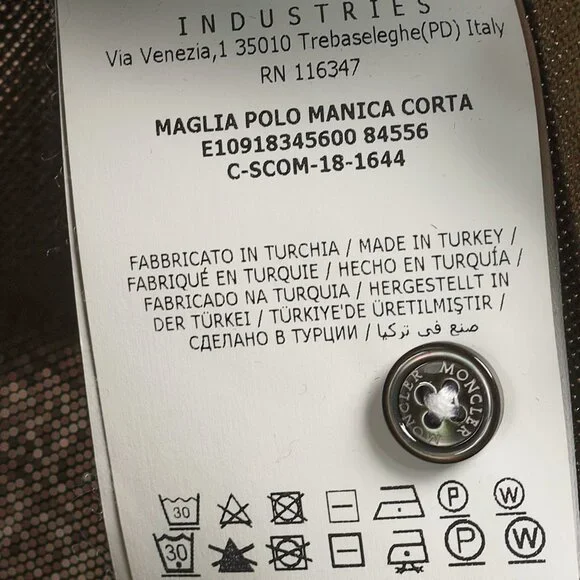 INDUSTRIES
Via Venezia,1 35010 Trebaseleghe(PD) Italy
RN 116347
MAGLIA POLO MANICA CORTA
E10918345600 84556
C-SCOM-18-1644
FABBRICATO IN TURCHIA / MADE IN TURKEY /
FABRIQUÉ EN TURQUIE / HECHO EN TURQUÍA /
FABRICADO NA TURQUIA / HERGESTELLT IN
DER TÜRKEI / TÜRKIYE'DE ÜRETILMIŞTIR /
СДЕЛАНО В ТУРЦИИ / صنع في تركيا
MONCLER MONCLER
30 P W
30 P W